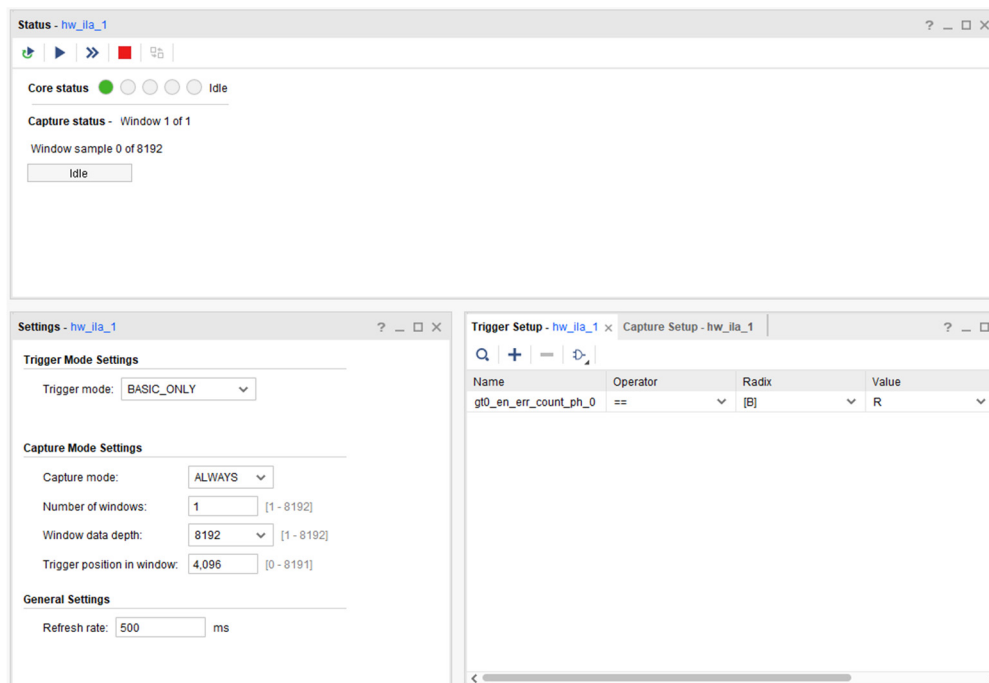 Status - hw_ila_1
Core status Idle
Capture status - Window 1 of 1
Window sample 0 of 8192
Idle
Settings - hw_ila_1
Trigger Mode Settings
Trigger mode: BASIC_ONLY
Capture Mode Settings
Capture mode: ALWAYS
Number of windows: 1 [1 - 8192]
Window data depth: 8192 [1 - 8192]
Trigger position in window: 4,096 [0 - 8191]
General Settings
Refresh rate: 500 ms
Trigger Setup - hw_ila_1 Capture Setup - hw_ila_1
Name Operator Radix Value
gt0_en_err_count_ph_0 == [B] R